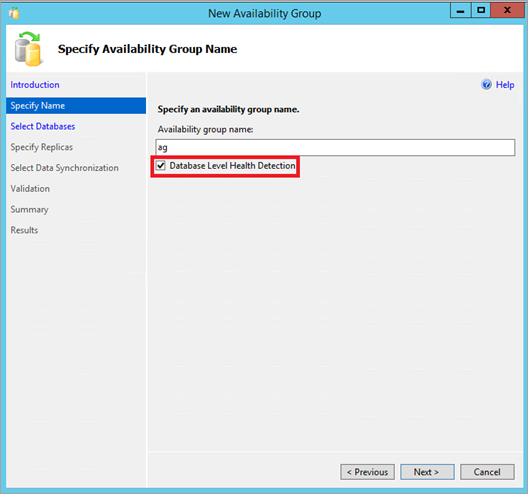 New Availability Group
Specify Availability Group Name
Introduction
Specify Name
Select Databases
Specify Replicas
Select Data Synchronization
Validation
Summary
Results
Help
Specify an availability group name.
Availability group name:
ag
Database Level Health Detection
< Previous
Next >
Cancel